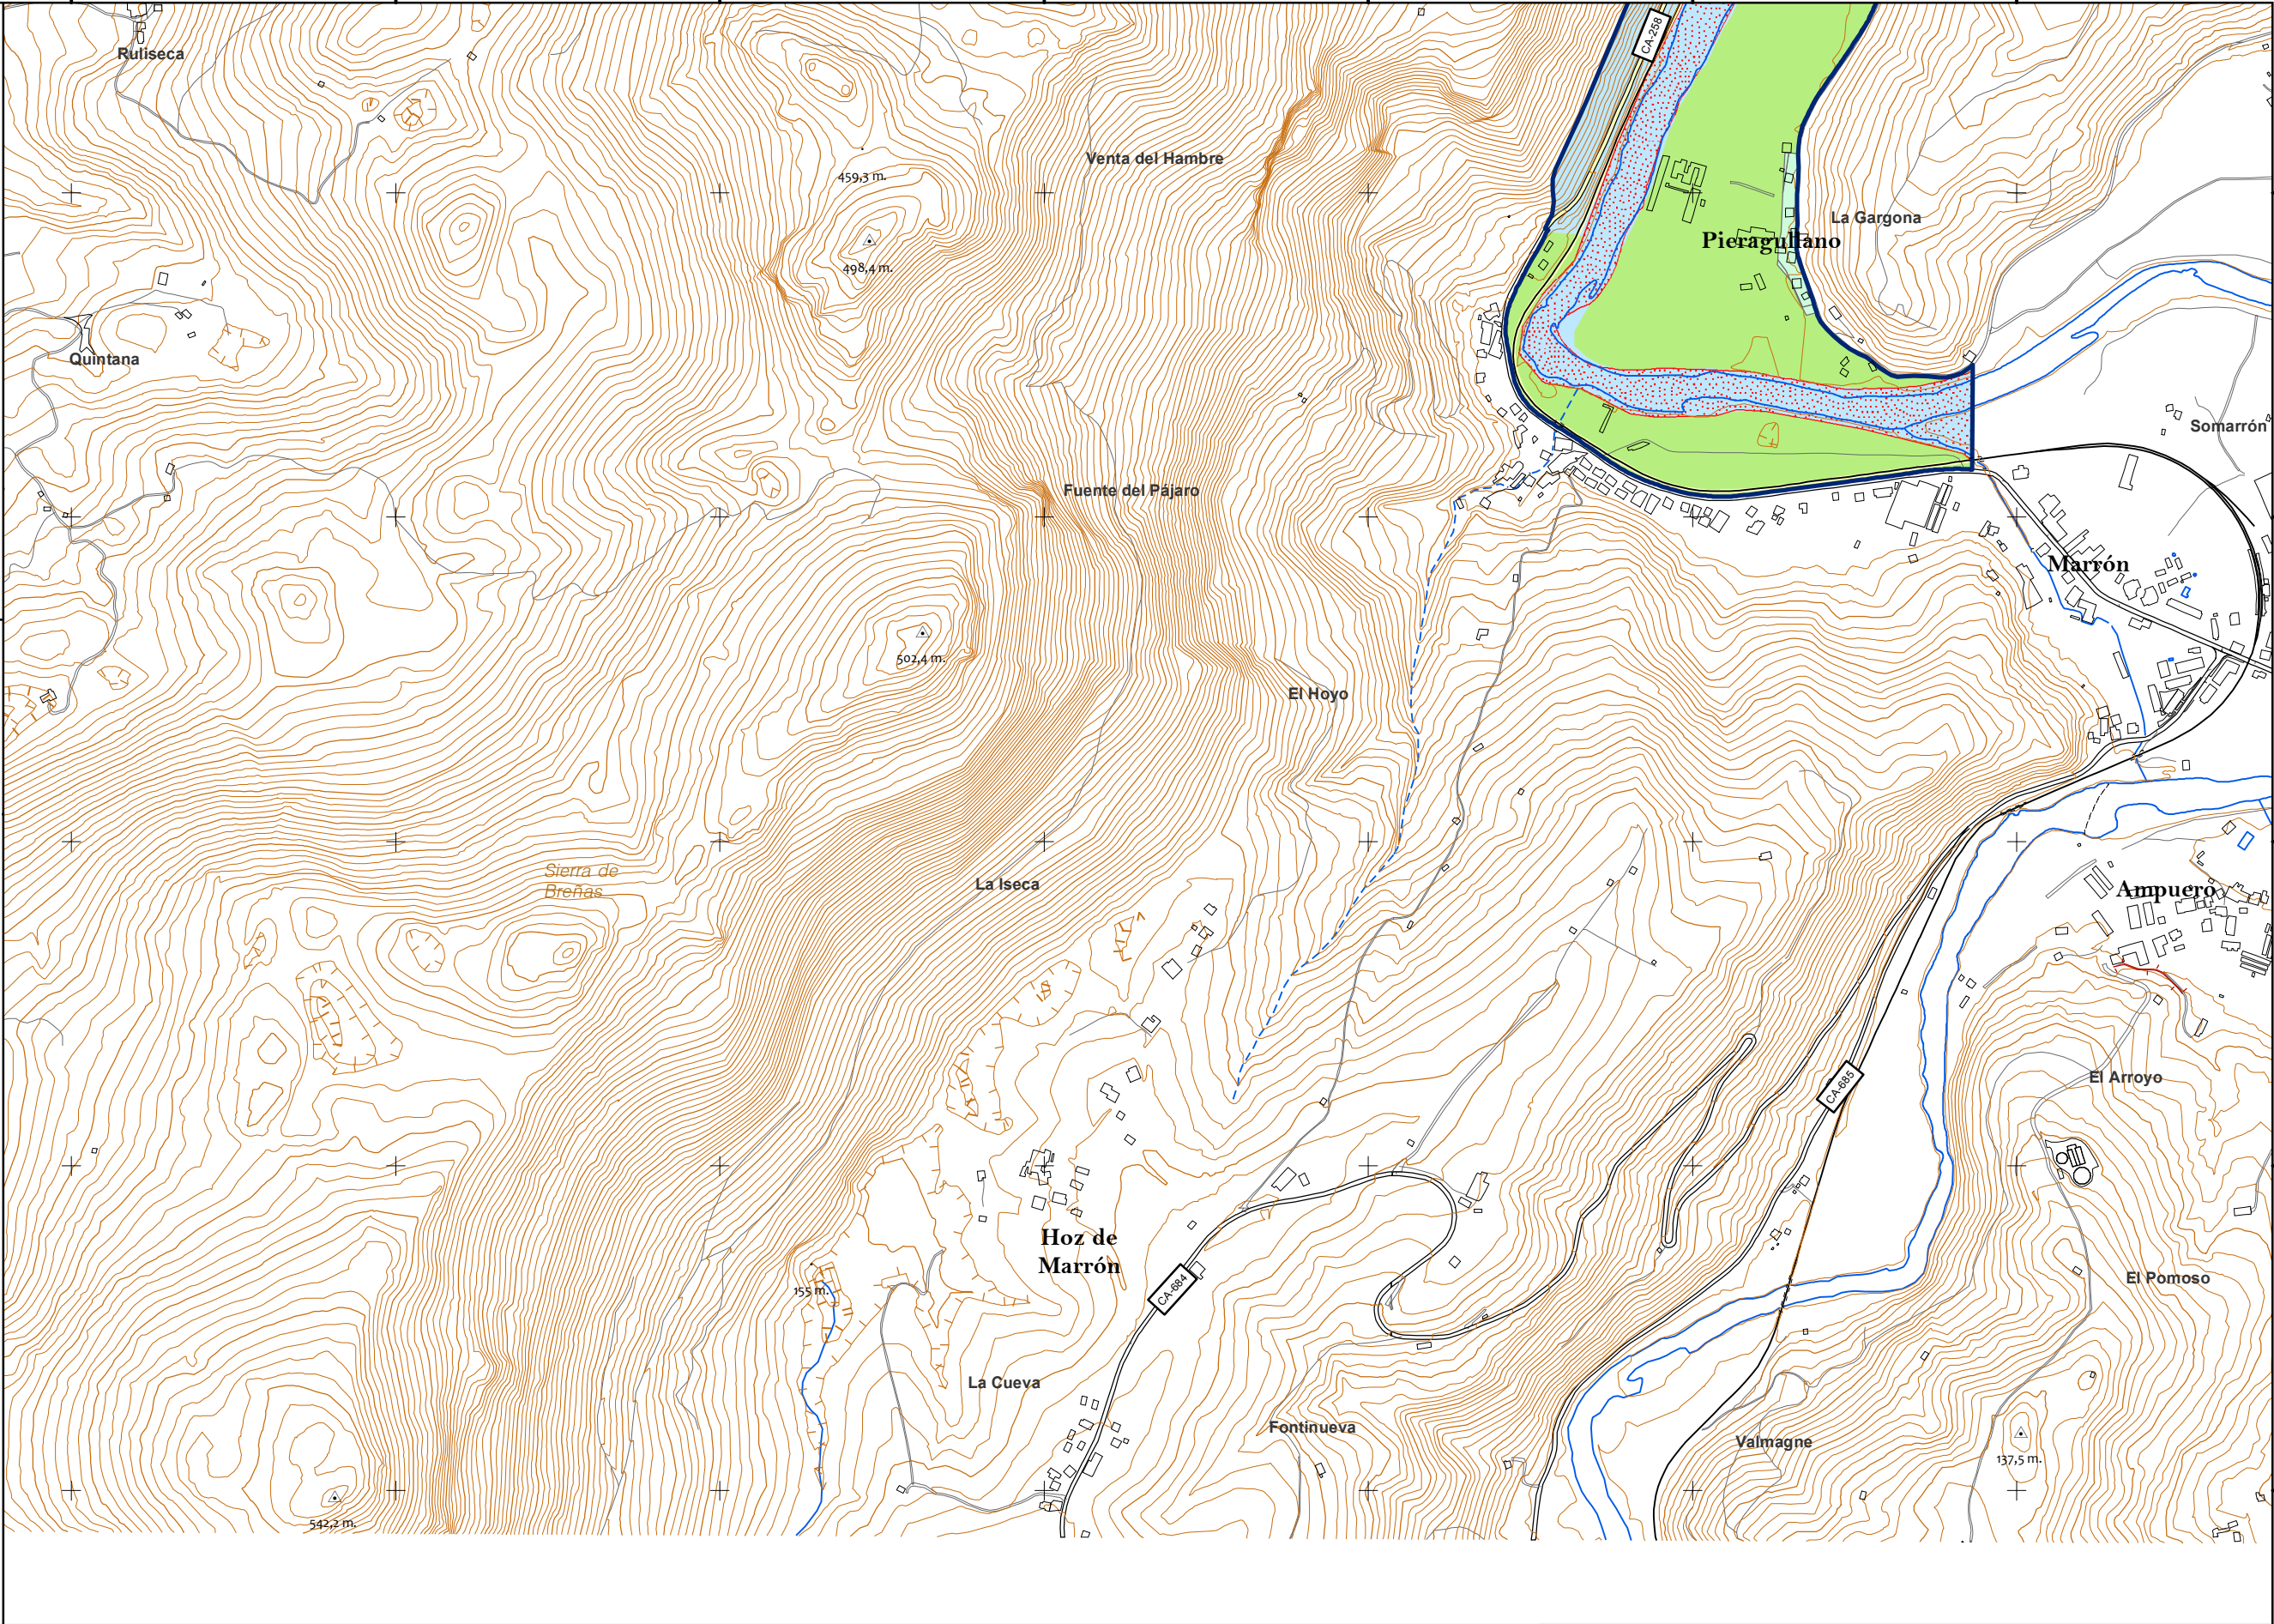 CA-258
Ruliseca
Venta del Hambre
459,3 m.
La Gargona
Pieragullano
498,4 m.
Quintana
Somarrón
Fuente del Pájaro
Marrón
502,4 m.
El Hoyo
Sierra de
Breñas
La Iseca
Ampuero
El Arroyo
CA-685
Hoz de
Marrón
El Pomoso
155 m.
CA-684
La Cueva
Fontinueva
Valmagne
137,5 m.
542,2 m.